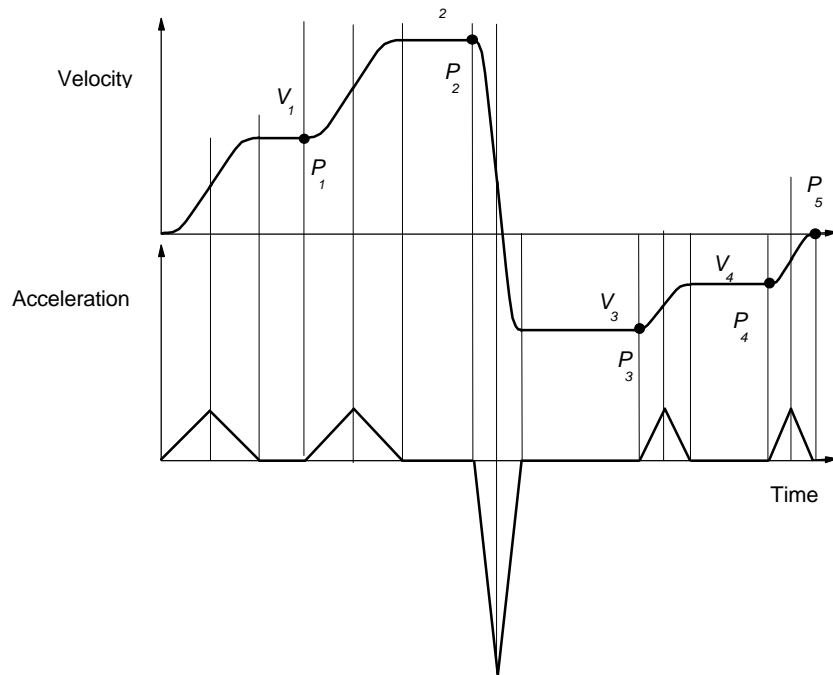 2
Velocity
P2
V1
P1
P5
Acceleration
V3
V4
P3
P4
Time